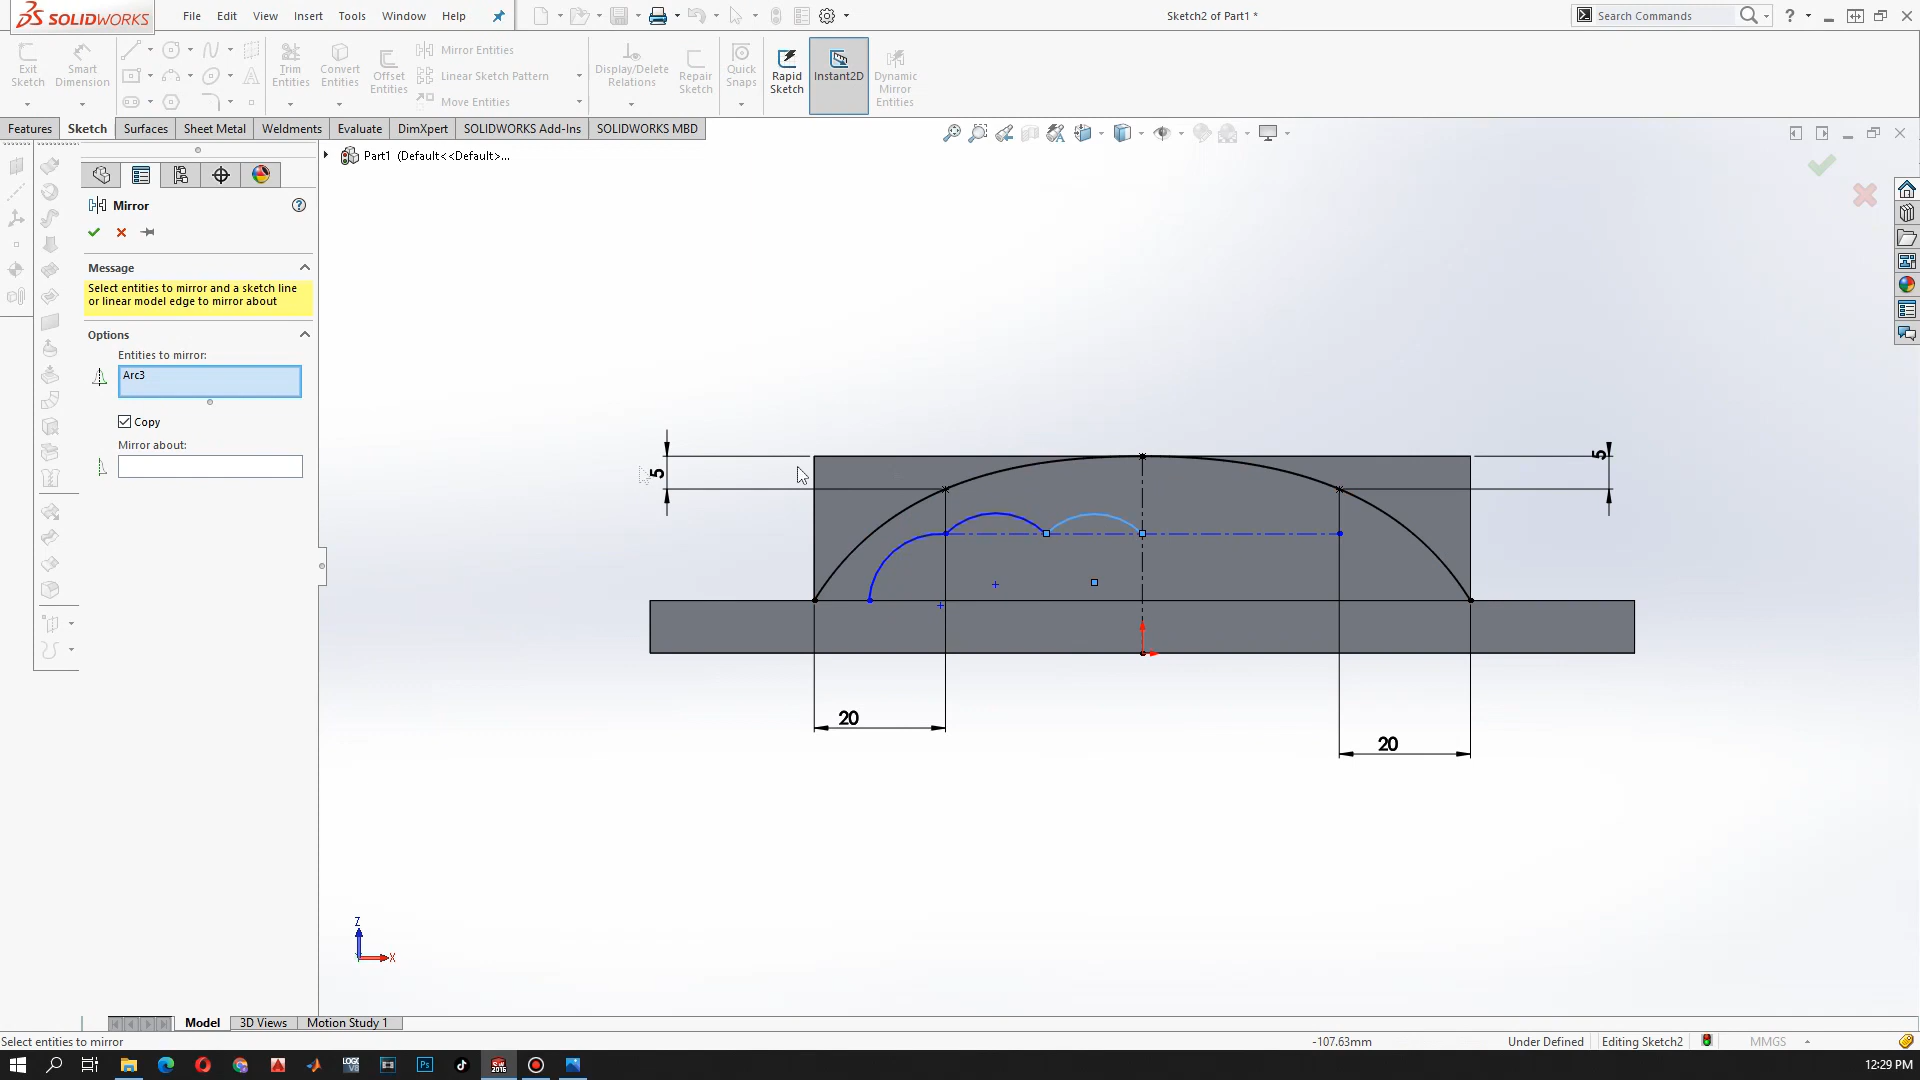 SOLIDWORKS
File Edit View Insert Tools Window Help
Sketch2 of Part1 *
Search Commands
Exit Sketch
Smart Dimension
Trim Entities
Convert Entities
Offset Entities
Mirror Entities
Linear Sketch Pattern
Move Entities
Display/Delete Relations
Repair Sketch
Quick Snaps
Rapid Sketch
Instant2D
Dynamic Mirror Entities
Features Sketch Surfaces Sheet Metal Weldments Evaluate DimXpert SOLIDWORKS Add-Ins SOLIDWORKS MBD
Part1 (Default<<Default>...
Mirror
Message
Select entities to mirror and a sketch line
or linear model edge to mirror about
Options
Entities to mirror:
Arc3
Copy
Mirror about:
5
5
20
20
Z
X
Model 3D Views Motion Study 1
Select entities to mirror
-107.63mm Under Defined Editing Sketch2 MMGS
12:29 PM